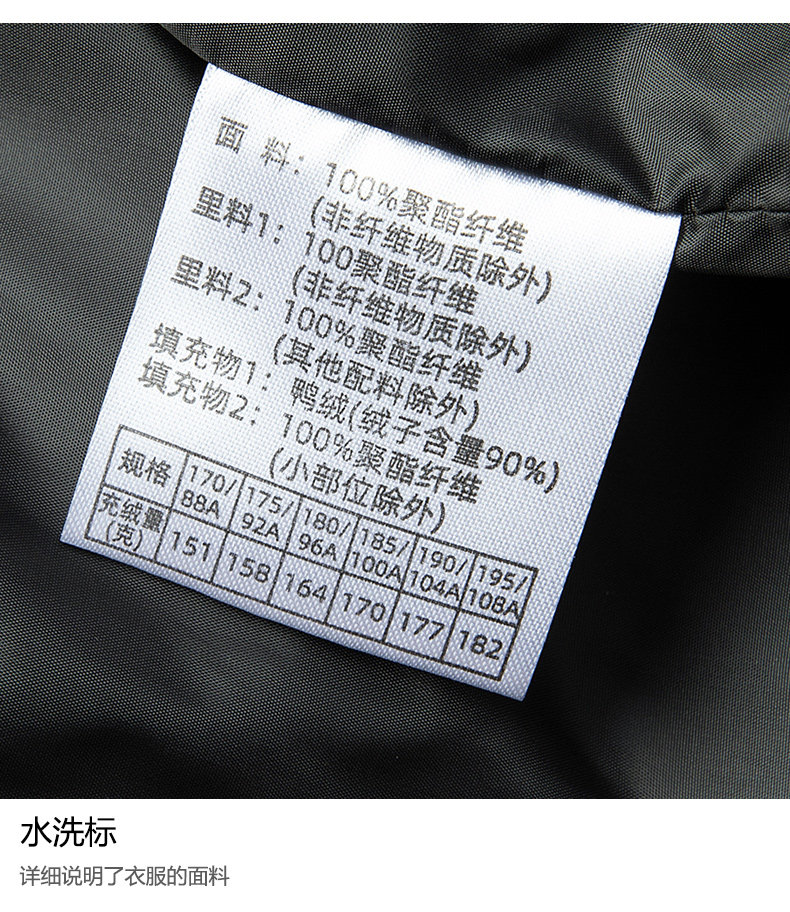 面 料：100%聚酯纤维
(非纤维物质除外)
里料1：100聚酯纤维
(非纤维物质除外)
里料2：100%聚酯纤维
(其他配料除外)
填充物1：鸭绒(绒子含量90%)
填充物2：100%聚酯纤维
(小部位除外)
规格 170/88A 175/92A 180/96A 185/100A 190/104A 195/108A
充绒量(克) 151 158 164 170 177 182
水洗标
详细说明了衣服的面料